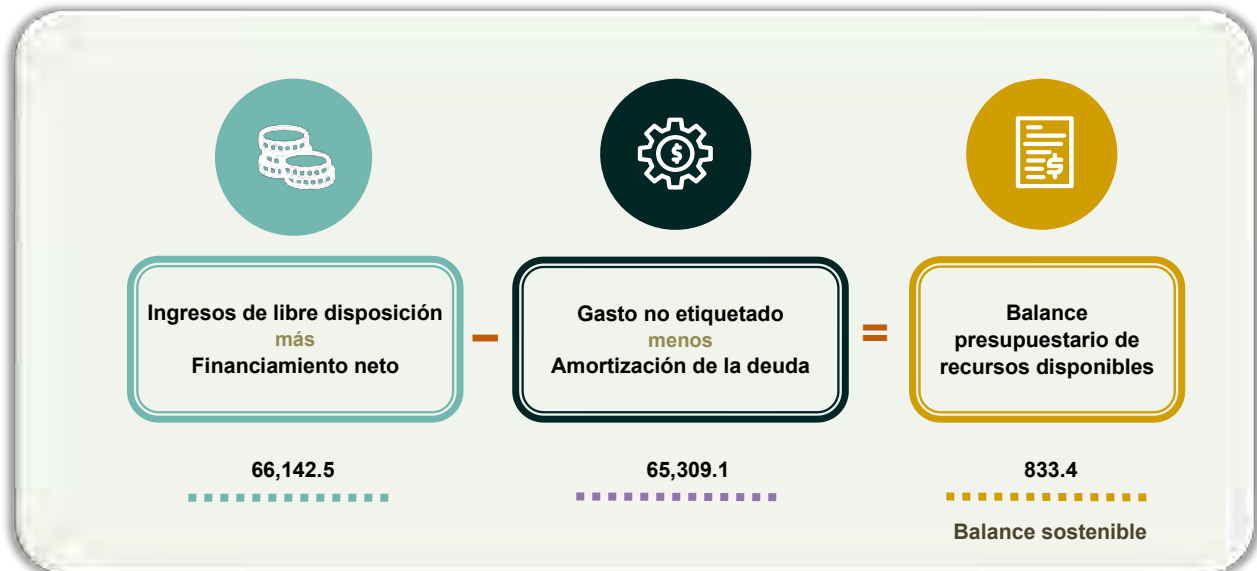 Ingresos de libre disposición
más
Financiamiento neto
−
Gasto no etiquetado
menos
Amortización de la deuda
=
Balance
presupuestario de
recursos disponibles
66,142.5
65,309.1
833.4
Balance sostenible